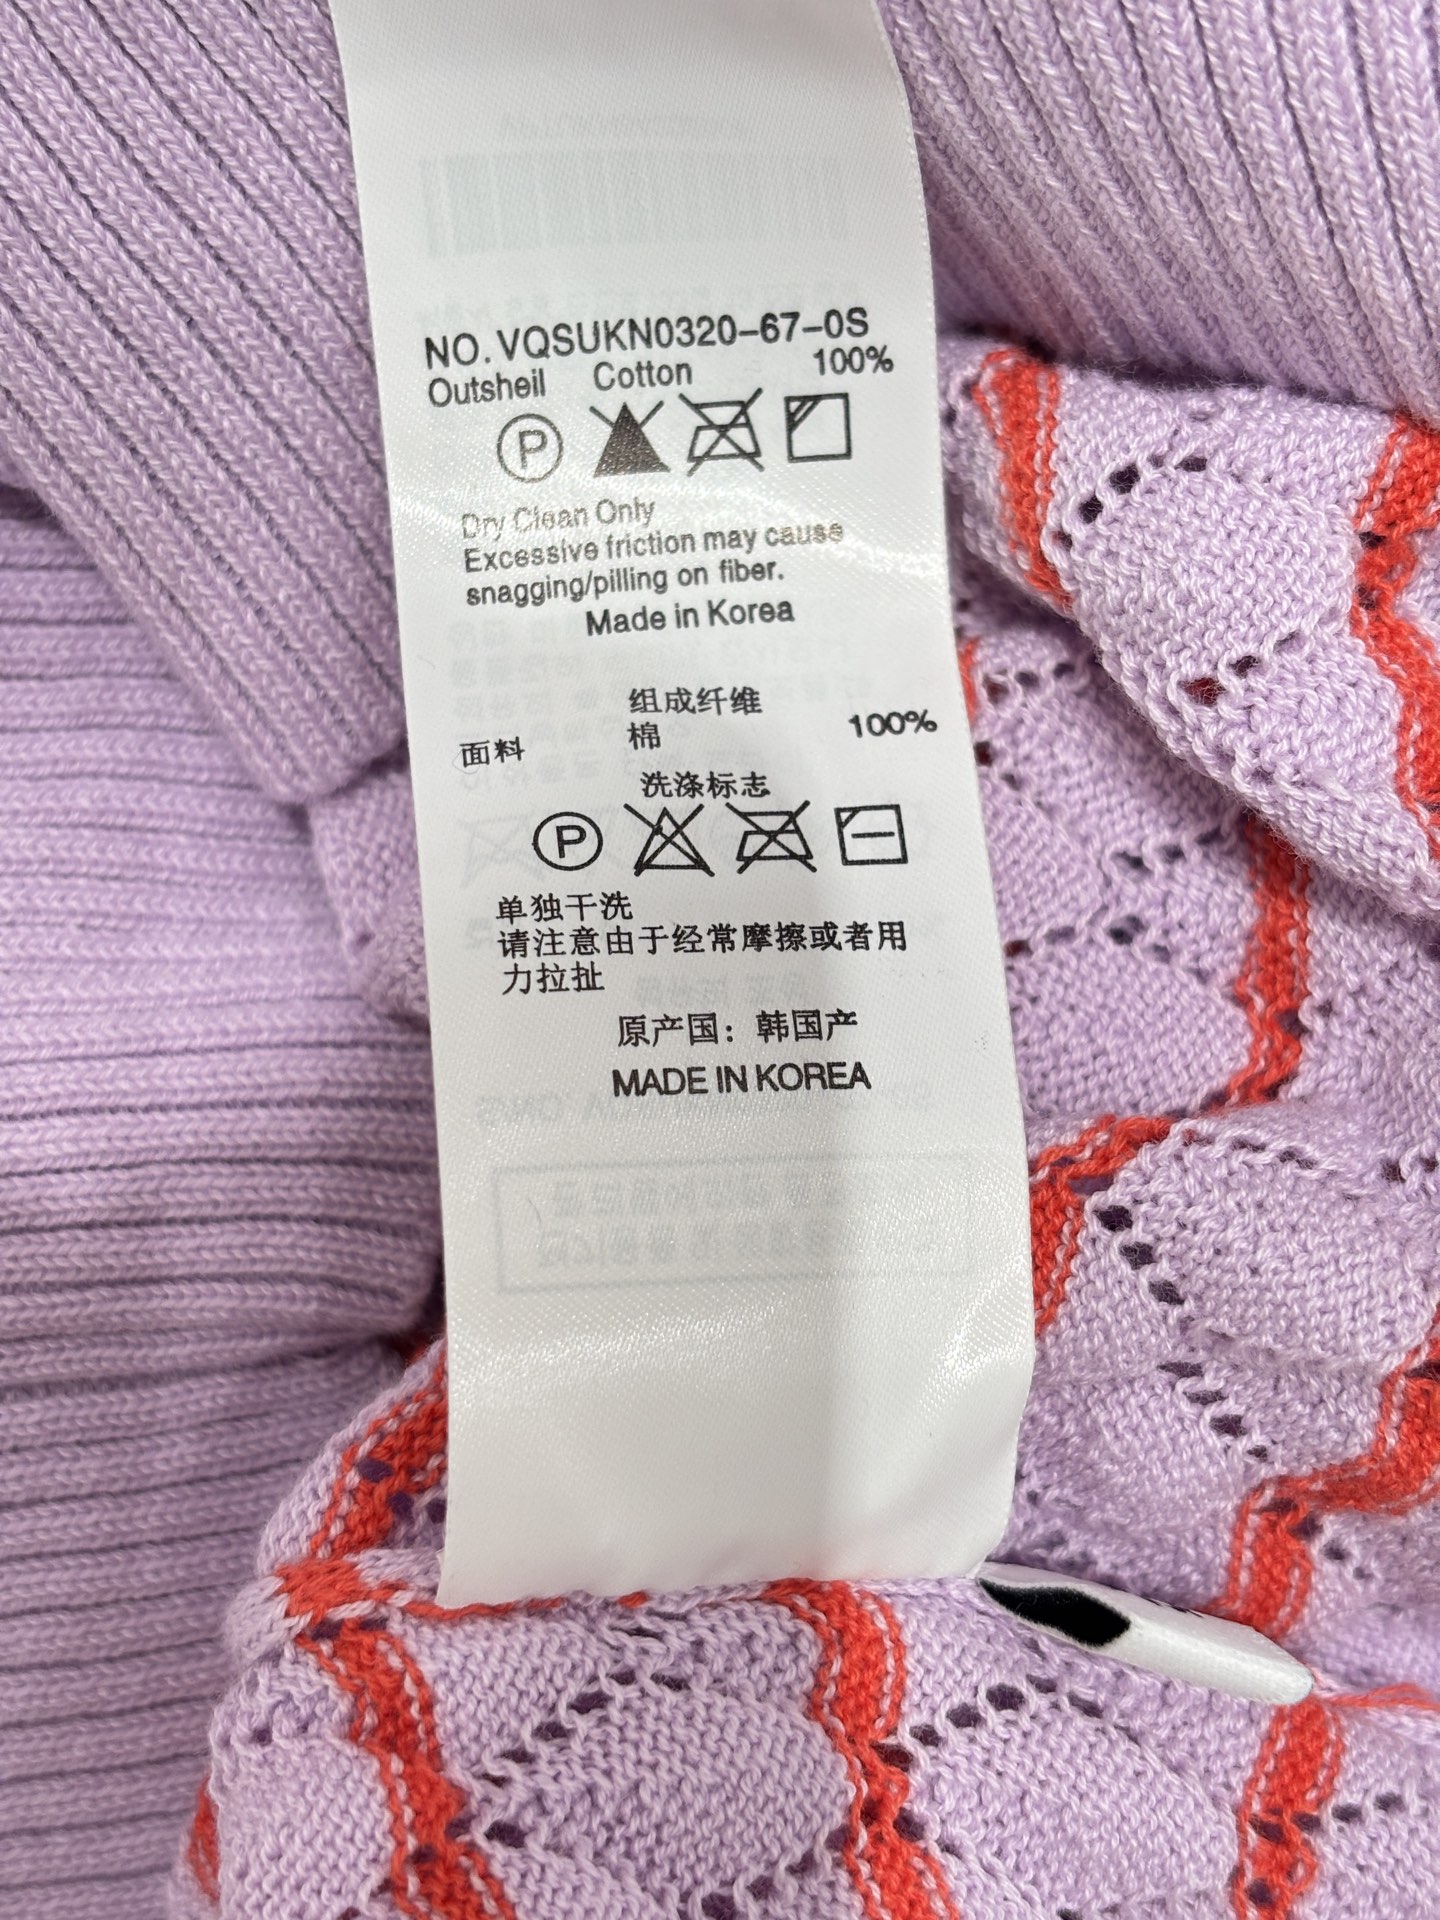 NO. VQSUKN0320-67-0S
Outshell Cotton 100%
P
Dry Clean Only
Excessive friction may cause
snagging/pilling on fiber.
Made in Korea
组成纤维
面料 棉 100%
洗涤标志
P
单独干洗
请注意由于经常摩擦或者用
力拉扯
原产国：韩国产
MADE IN KOREA